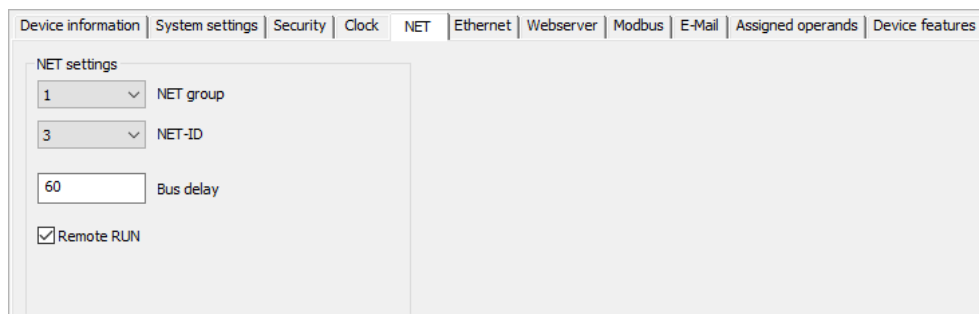 Device information System settings Security Clock NET Ethernet Webserver Modbus E-Mail Assigned operands Device features
NET settings
1 NET group
3 NET-ID
60 Bus delay
Remote RUN